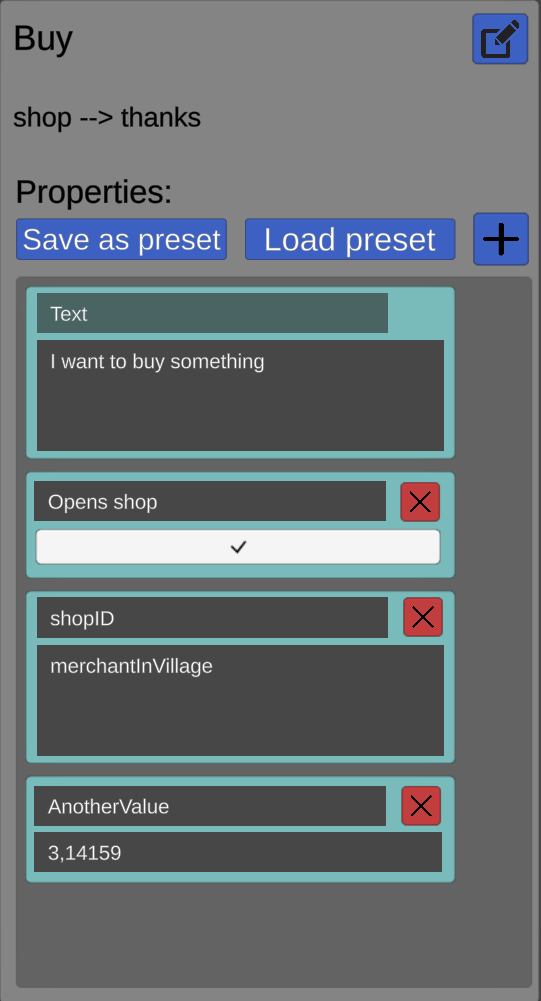 Buy
shop --> thanks
Properties:
Save as preset Load preset
Text
I want to buy something
Opens shop
shopID
merchantInVillage
AnotherValue
3,14159